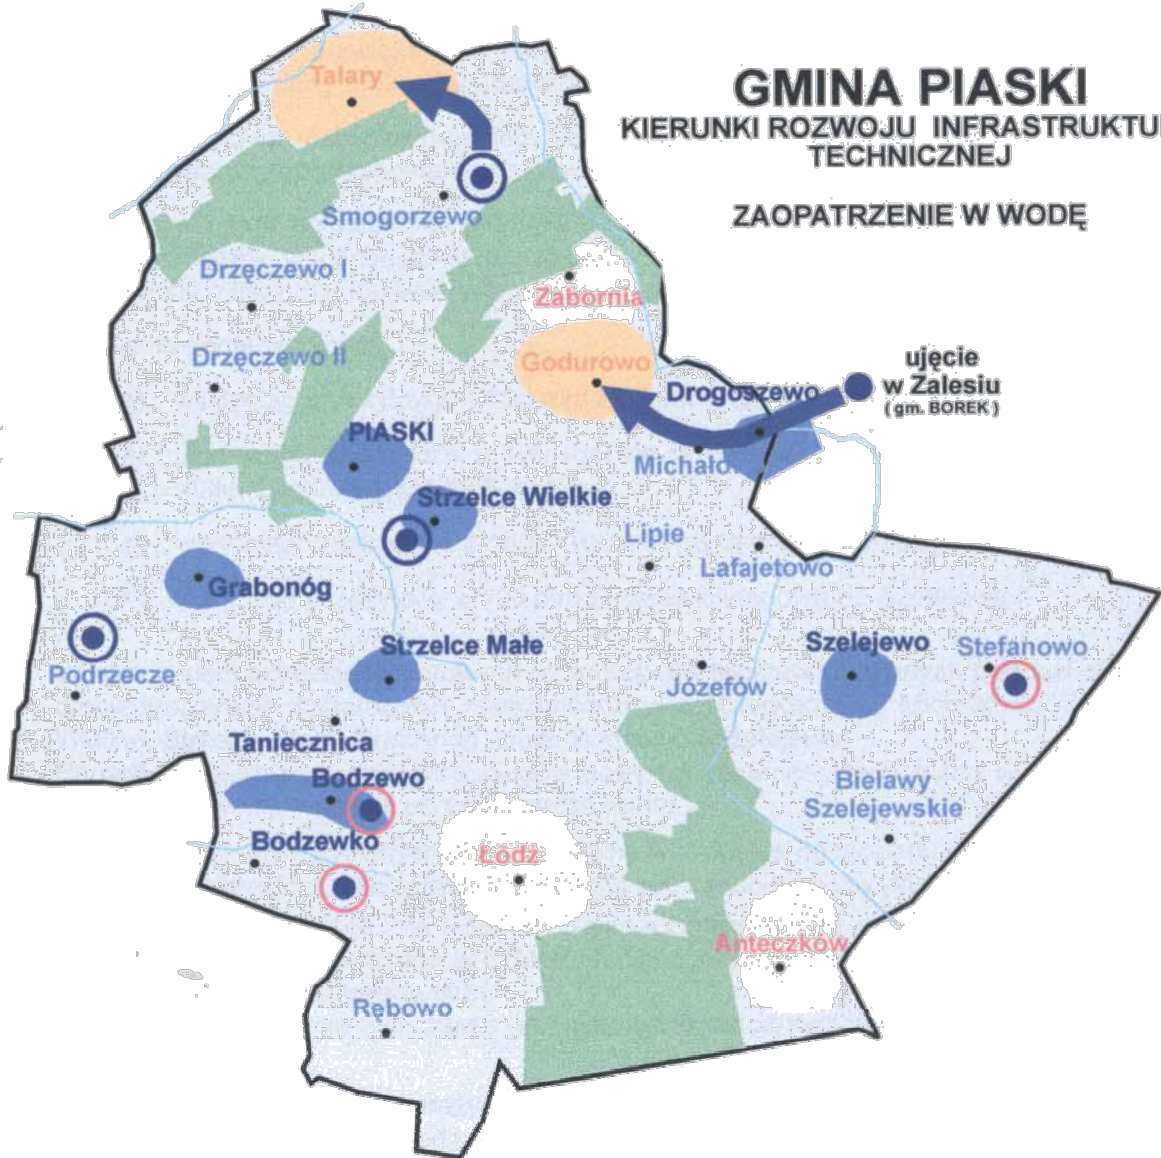 GMINA PIASKI
KIERUNKI ROZWOJU INFRASTRUKTU
TECHNICZNEJ
ZAOPATRZENIE W WODĘ
Talary
Smogorzewo
Drzęczewo I
Zabornia
Drzęczewo II
Godurowo
ujęcie
w Zalesiu
( gm. BOREK )
Drogoszewo
PIASKI
Michało
Strzelce Wielkie
Lipie
Lafajetowo
Grabonóg
Strzelce Małe
Szelejewo
Stefanowo
Podrzecze
Józefów
Taniecznica
Bodzewo
Bielawy
Szelejewskie
Bodzewko
Łódź
Anteczków
Rębowo